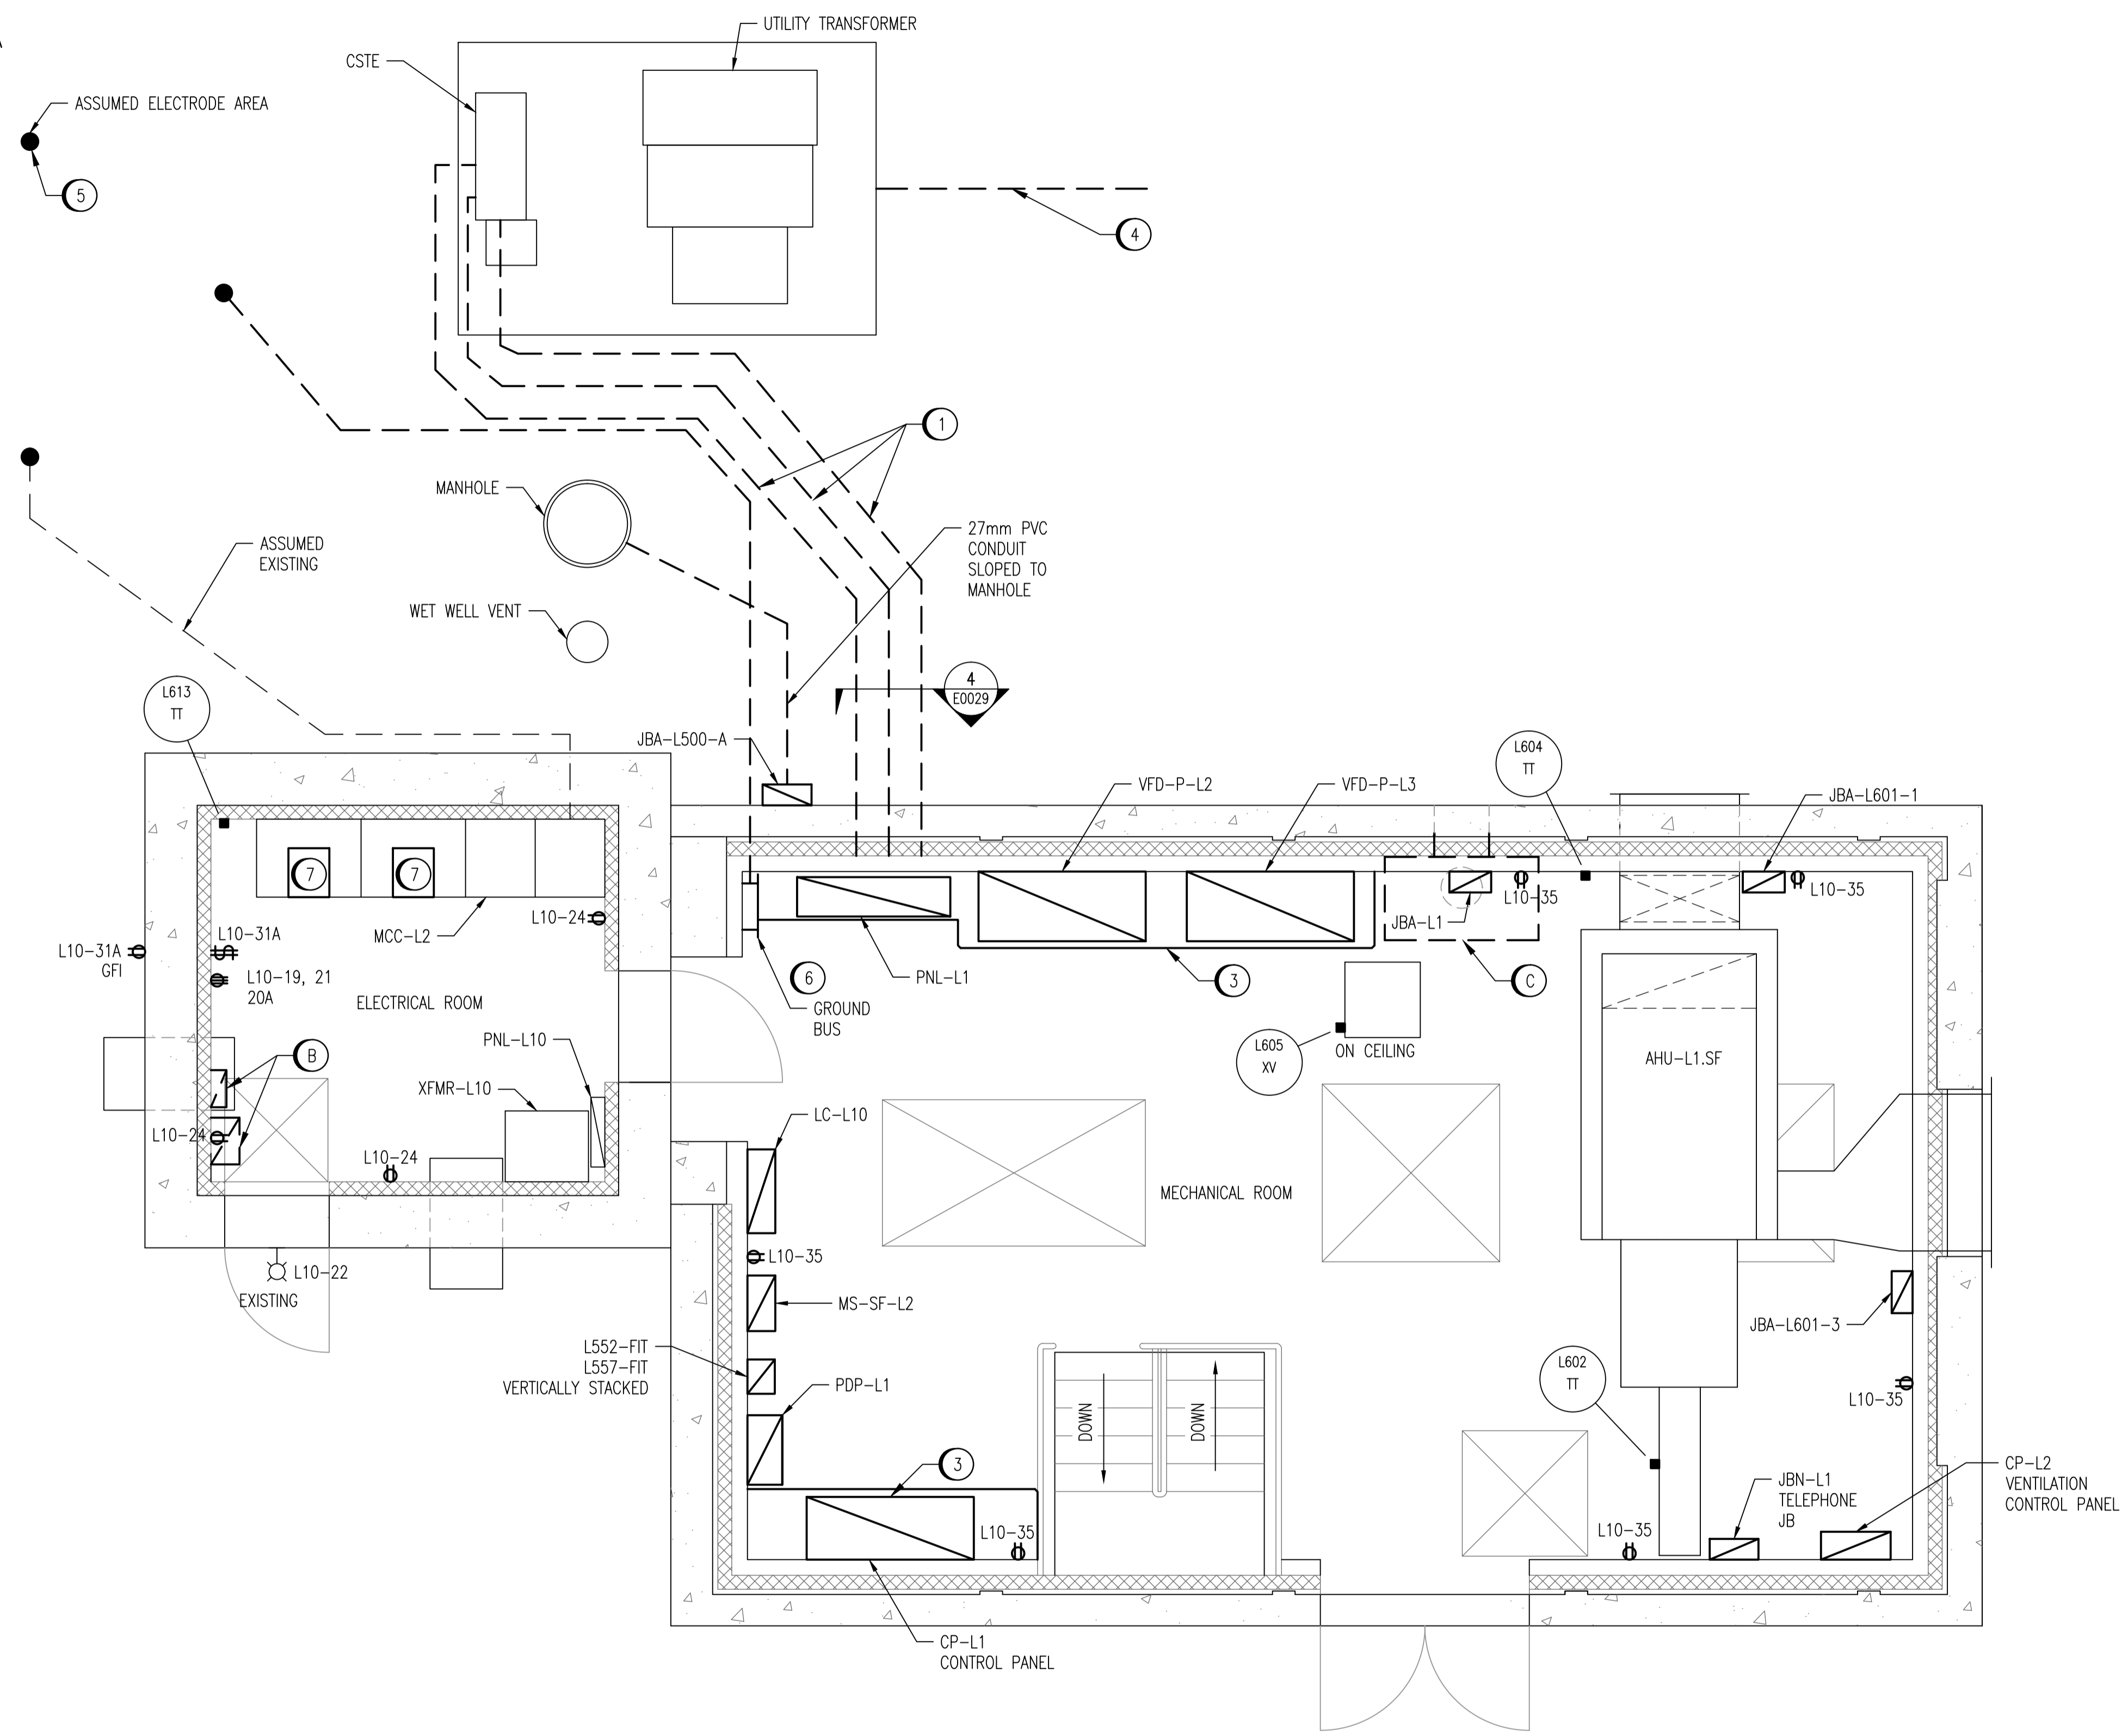 UTILITY TRANSFORMER
CSTE
ASSUMED ELECTRODE AREA
5
4
1
MANHOLE
27mm PVC
CONDUIT
SLOPED TO
MANHOLE
ASSUMED
EXISTING
WET WELL VENT
L613
TT
4
E0029
JBA-L500-A
VFD-P-L2
VFD-P-L3
L604
TT
JBA-L601-1
7
7
L10-24
MCC-L2
L10-31A
L10-31A
GFI
L10-19, 21
20A
ELECTRICAL ROOM
PNL-L10
XFMR-L10
B
L10-24
L10-24
L10-22
EXISTING
6
GROUND
BUS
PNL-L1
3
JBA-L1
L10-35
L10-35
C
L605
XV
ON CEILING
AHU-L1.SF
LC-L10
MECHANICAL ROOM
L10-35
MS-SF-L2
L552-FIT
L557-FIT
VERTICALLY STACKED
PDP-L1
DOWN
DOWN
JBA-L601-3
L602
TT
L10-35
3
L10-35
L10-35
JBN-L1
TELEPHONE
JB
CP-L2
VENTILATION
CONTROL PANEL
CP-L1
CONTROL PANEL